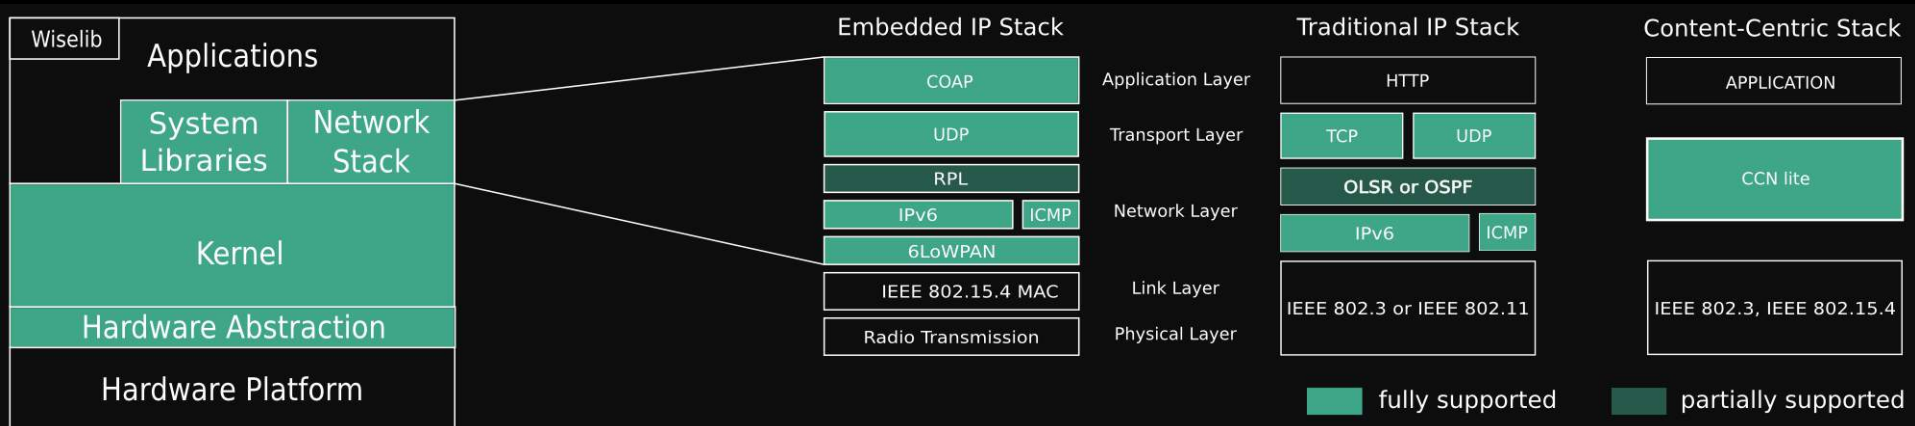 Wiselib
Applications
System
Libraries
Network
Stack
Kernel
Hardware Abstraction
Hardware Platform
Embedded IP Stack
COAP
UDP
RPL
IPv6
ICMP
6LoWPAN
IEEE 802.15.4 MAC
Radio Transmission
Application Layer
Transport Layer
Network Layer
Link Layer
Physical Layer
Traditional IP Stack
HTTP
TCP
UDP
OLSR or OSPF
IPv6
ICMP
IEEE 802.3 or IEEE 802.11
Content-Centric Stack
APPLICATION
CCN lite
IEEE 802.3, IEEE 802.15.4
fully supported
partially supported